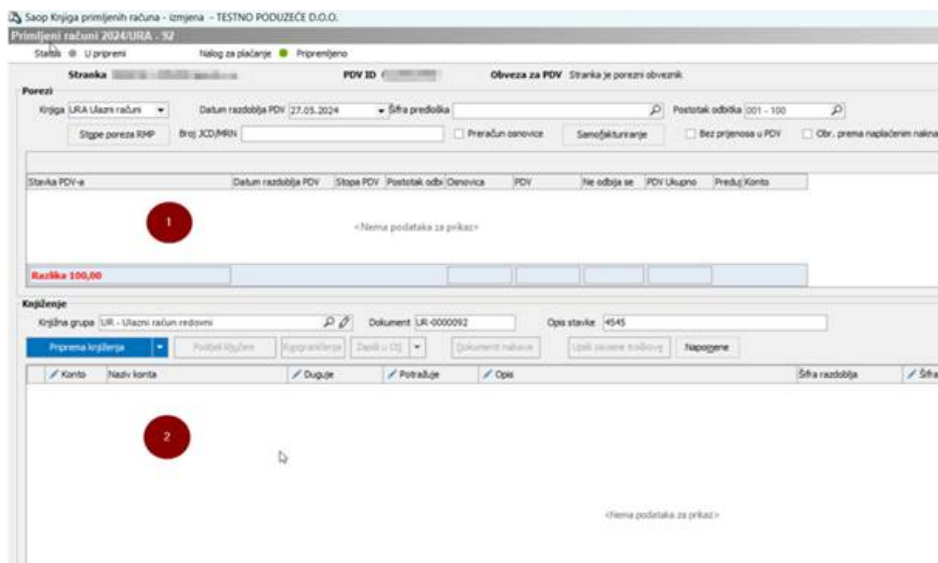 Saop Knjiga primljenih računa - izmjena - TESTNO PODUZEĆE D.O.O.
Primljeni računi 2024/URA - 92
Status U pripremi Nalog za plaćanje Pripremljeno
Stranka PDV ID Obveza za PDV Stranka je porezni obveznik
Porezi
Knjiga URA Ulazni računi Datum razdoblja PDV 27.05.2024 Šifra predloška Postotak odbitka 001 - 100
Stope poreza RMP Broj JCD/MRN Preračun osnovice Samofakturiranje Bez prijenosa u PDV Obr. prema naplaćenim nakna
Stavka PDV-a Datum razdoblja PDV Stopa PDV Postotak odbi Osnovica PDV Ne odbija se PDV Ukupno Preduj Konto
1
<Nema podataka za prikaz>
Razlika 100,00
Knjiženje
Knjižna grupa UR - Ulazni račun redovni Dokument UR-0000092 Opis stavke 4545
Priprema knjiženja Podijeli ključem Razgraničenja Zapiši u OS Dokumenti nabave Upiši zavisne troškove Napomene
Konto Naziv konta Duguje Potražuje Opis Šifra razdoblja Šifra
2
<Nema podataka za prikaz>